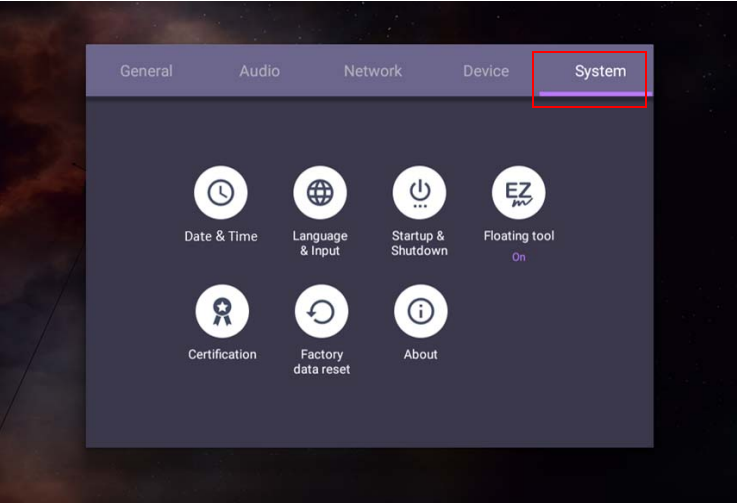 General Audio Network Device System
Date & Time
Language
& Input
Startup &
Shutdown
EZ
Floating tool
On
Certification
Factory
data reset
About